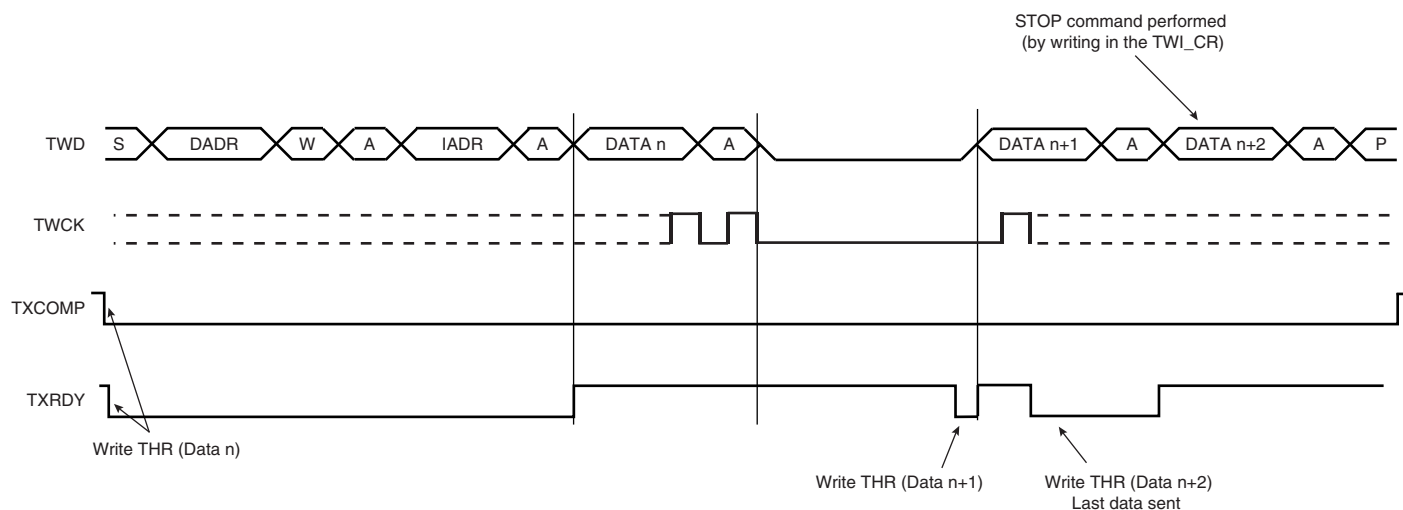 STOP command performed
(by writing in the TWI_CR)
TWD S DADR W A IADR A DATA n A DATA n+1 A DATA n+2 A P
TWCK
TXCOMP
TXRDY
Write THR (Data n)
Write THR (Data n+1)
Write THR (Data n+2)
Last data sent